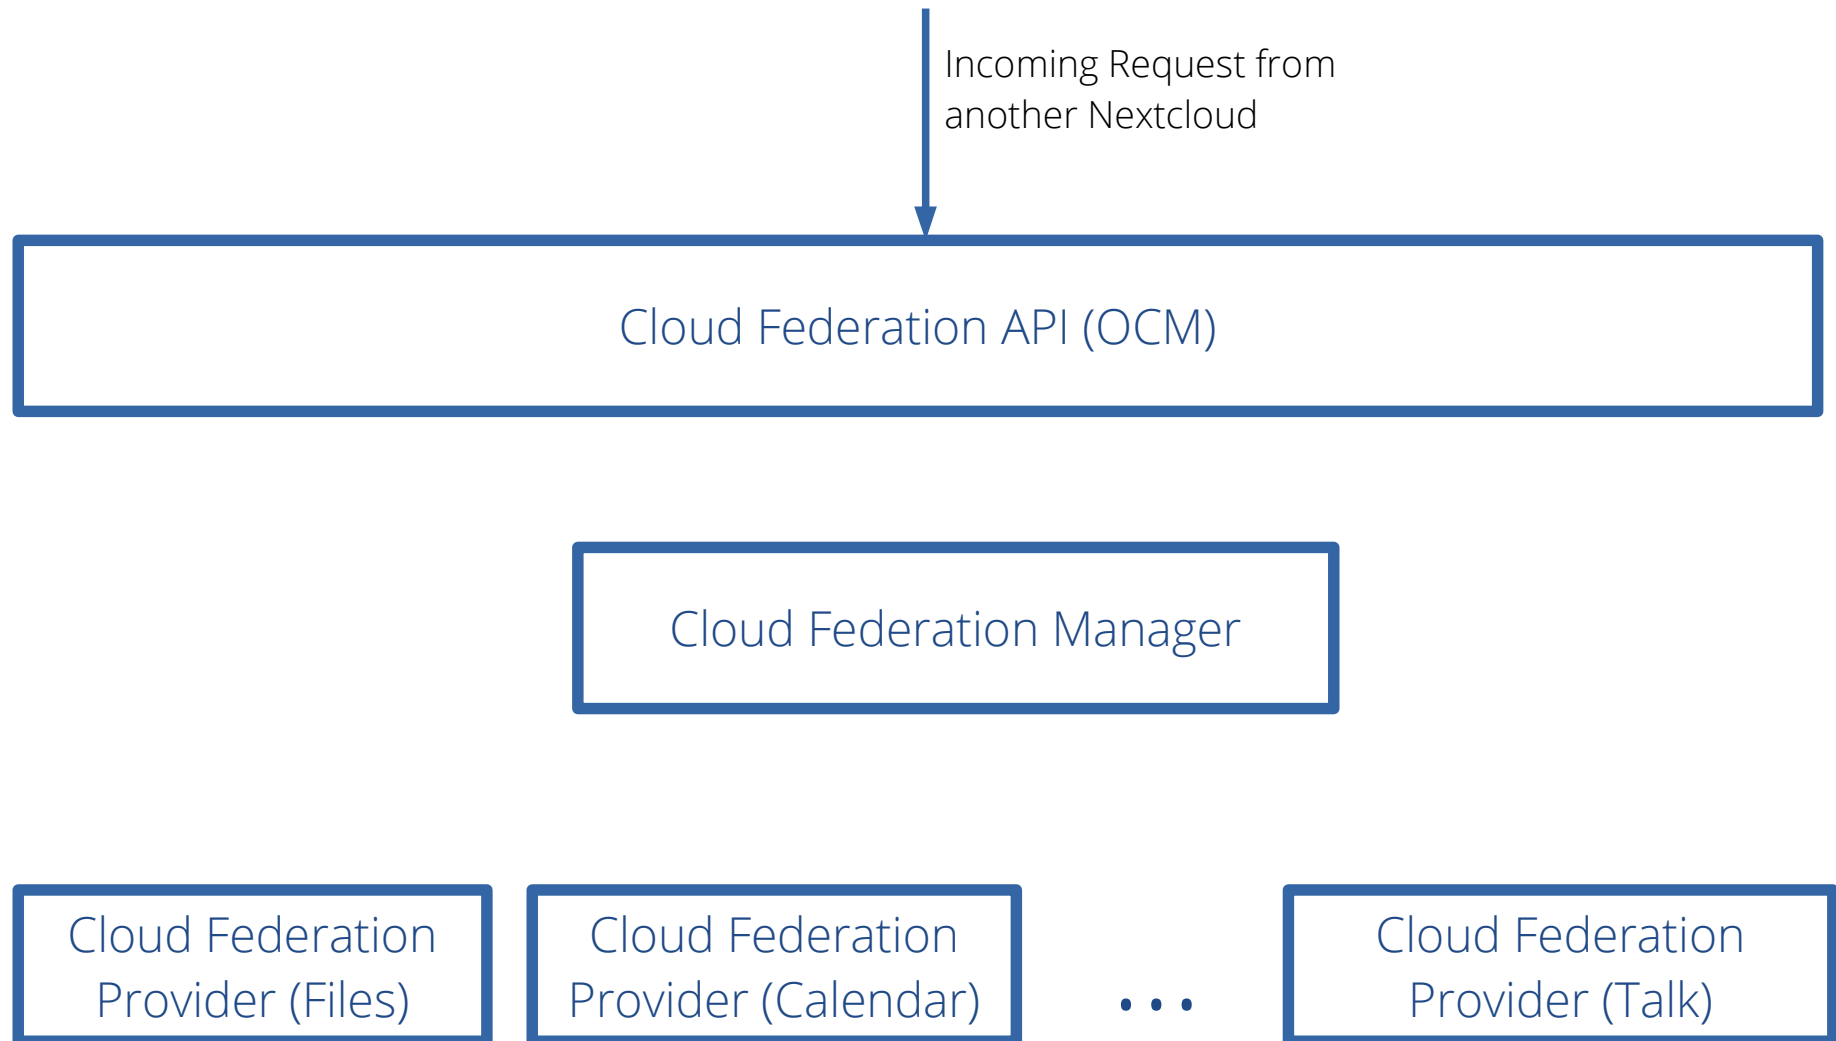 Incoming Request from
another Nextcloud
Cloud Federation API (OCM)
Cloud Federation Manager
Cloud Federation
Provider (Files)
Cloud Federation
Provider (Calendar)
...
Cloud Federation
Provider (Talk)